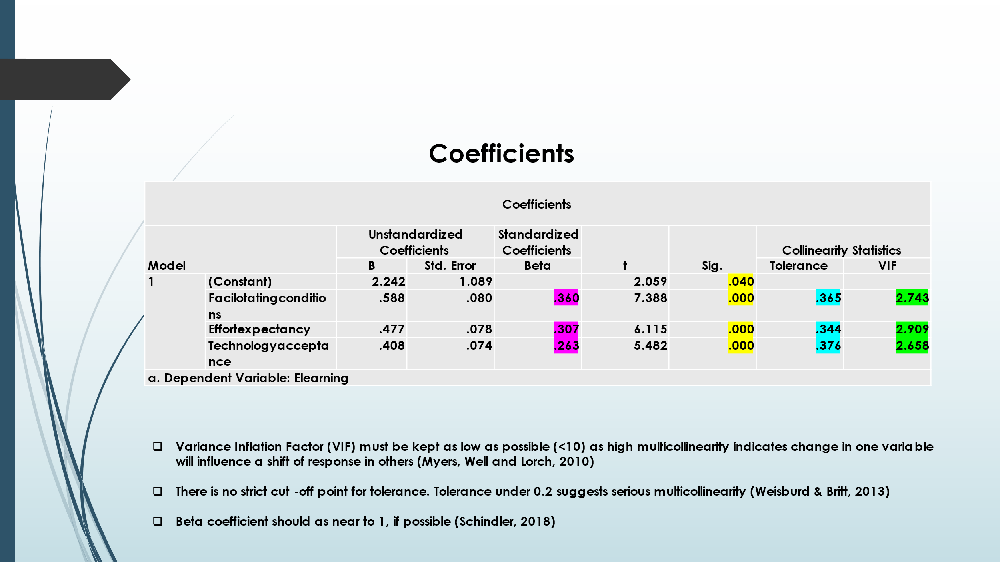 Coefficients
Coefficients
Unstandardized Standardized
Coefficients Coefficients Collinearity Statistics
Model B Std. Error Beta t Sig. Tolerance VIF
1 (Constant) 2.242 1.089 2.059 .040
Facilotatingconditio .588 .080 .360 7.388 .000 .365 2.743
ns
Effortexpectancy .477 .078 .307 6.115 .000 .344 2.909
Technologyaccepta .408 .074 .263 5.482 .000 .376 2.658
nce
a. Dependent Variable: Elearning
❑ Variance Inflation Factor (VIF) must be kept as low as possible (<10) as high multicollinearity indicates change in one variable
will influence a shift of response in others (Myers, Well and Lorch, 2010)
❑ There is no strict cut -off point for tolerance. Tolerance under 0.2 suggests serious multicollinearity (Weisburd & Britt, 2013)
❑ Beta coefficient should as near to 1, if possible (Schindler, 2018)